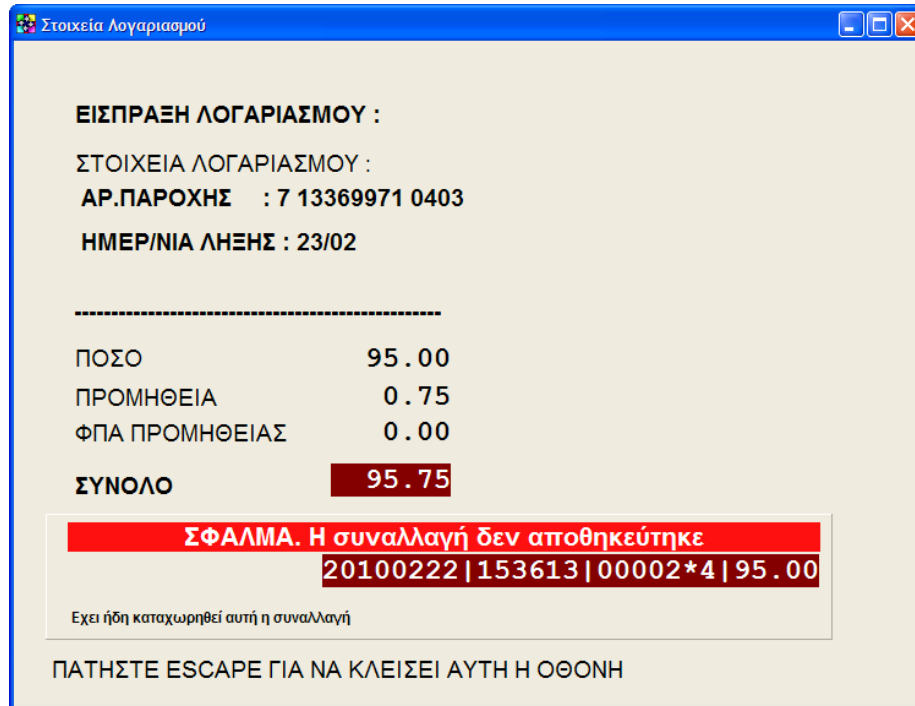 Στοιχεία Λογαριασμού
ΕΙΣΠΡΑΞΗ ΛΟΓΑΡΙΑΣΜΟΥ :
ΣΤΟΙΧΕΙΑ ΛΟΓΑΡΙΑΣΜΟΥ :
ΑΡ.ΠΑΡΟΧΗΣ : 7 13369971 0403
ΗΜΕΡ/ΝΙΑ ΛΗΞΗΣ : 23/02
--------------------------------------------------
ΠΟΣΟ 95.00
ΠΡΟΜΗΘΕΙΑ 0.75
ΦΠΑ ΠΡΟΜΗΘΕΙΑΣ 0.00
ΣΥΝΟΛΟ 95.75
ΣΦΑΛΜΑ. Η συναλλαγή δεν αποθηκεύτηκε
20100222|153613|00002*4|95.00
Εχει ήδη καταχωρηθεί αυτή η συναλλαγή
ΠΑΤΗΣΤΕ ESCAPE ΓΙΑ ΝΑ ΚΛΕΙΣΕΙ ΑΥΤΗ Η ΟΘΟΝΗ